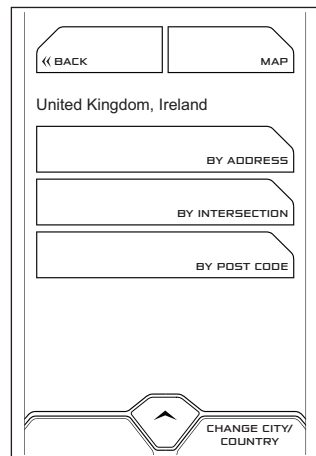 « BACK
MAP
United Kingdom, Ireland
BY ADDRESS
BY INTERSECTION
BY POST CODE
CHANGE CITY/
COUNTRY